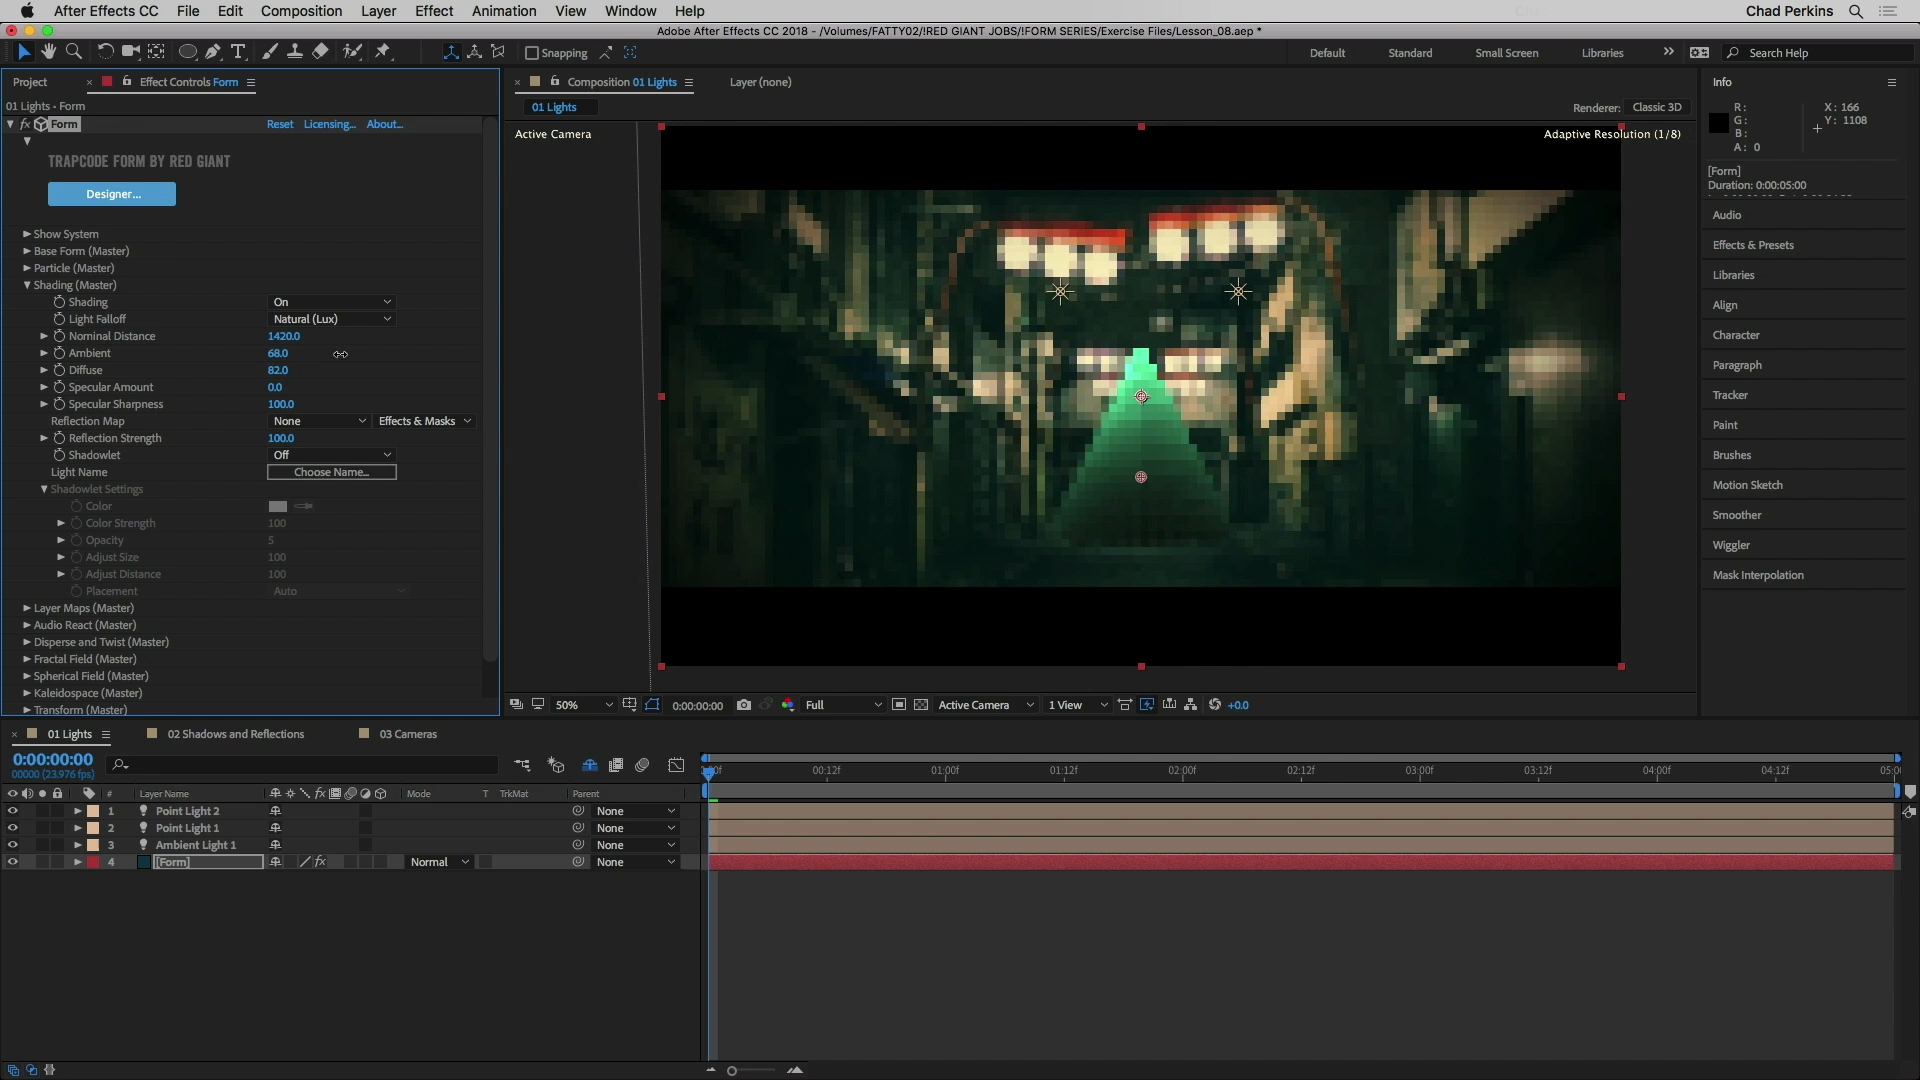 After Effects CC File Edit Composition Layer Effect Animation View Window Help Chad Perkins
Adobe After Effects CC 2018 - /Volumes/FATTY02/!RED GIANT JOBS/!FORM SERIES/Exercise Files/Lesson_08.aep *
Snapping Default Standard Small Screen Libraries Search Help
Project Effect Controls Form Composition 01 Lights Layer (none) Info
01 Lights - Form 01 Lights Renderer: Classic 3D
Form Reset Licensing... About...
TRAPCODE FORM BY RED GIANT
Designer...
Show System
Base Form (Master)
Particle (Master)
Shading (Master)
Shading On
Light Falloff Natural (Lux)
Nominal Distance 1420.0
Ambient 68.0
Diffuse 82.0
Specular Amount 0.0
Specular Sharpness 100.0
Reflection Map None Effects & Masks
Reflection Strength 100.0
Shadowlet Off
Light Name Choose Name...
Shadowlet Settings
Color
Color Strength 100
Opacity 5
Adjust Size 100
Adjust Distance 100
Placement Auto
Layer Maps (Master)
Audio React (Master)
Disperse and Twist (Master)
Fractal Field (Master)
Spherical Field (Master)
Kaleidospace (Master)
Transform (Master)
Active Camera Adaptive Resolution (1/8)
50% 0:00:00:00 Full Active Camera 1 View +0.0
R: X: 166
G: Y: 1108
B:
A: 0
[Form]
Duration: 0:00:05:00
Audio
Effects & Presets
Libraries
Align
Character
Paragraph
Tracker
Paint
Brushes
Motion Sketch
Smoother
Wiggler
Mask Interpolation
01 Lights 02 Shadows and Reflections 03 Cameras
0:00:00:00
00000 (23.976 fps)
00:12f 01:00f 01:12f 02:00f 02:12f 03:00f 03:12f 04:00f 04:12f
# Layer Name Mode T TrkMat Parent
1 Point Light 2 None
2 Point Light 1 None
3 Ambient Light 1 None
4 [Form] Normal None